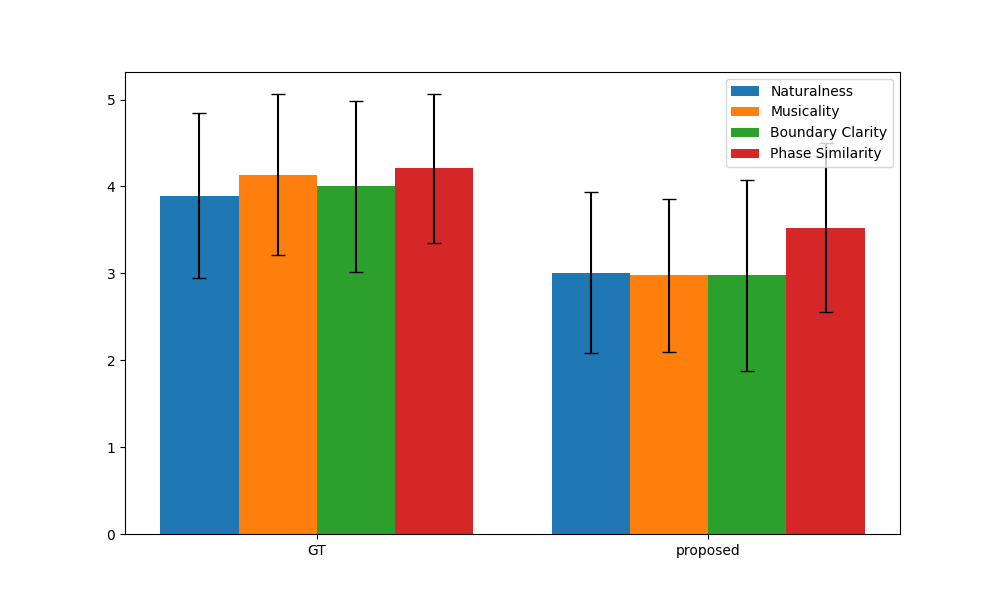 5
4
3
2
1
0
GT
proposed
Naturalness
Musicality
Boundary Clarity
Phase Similarity